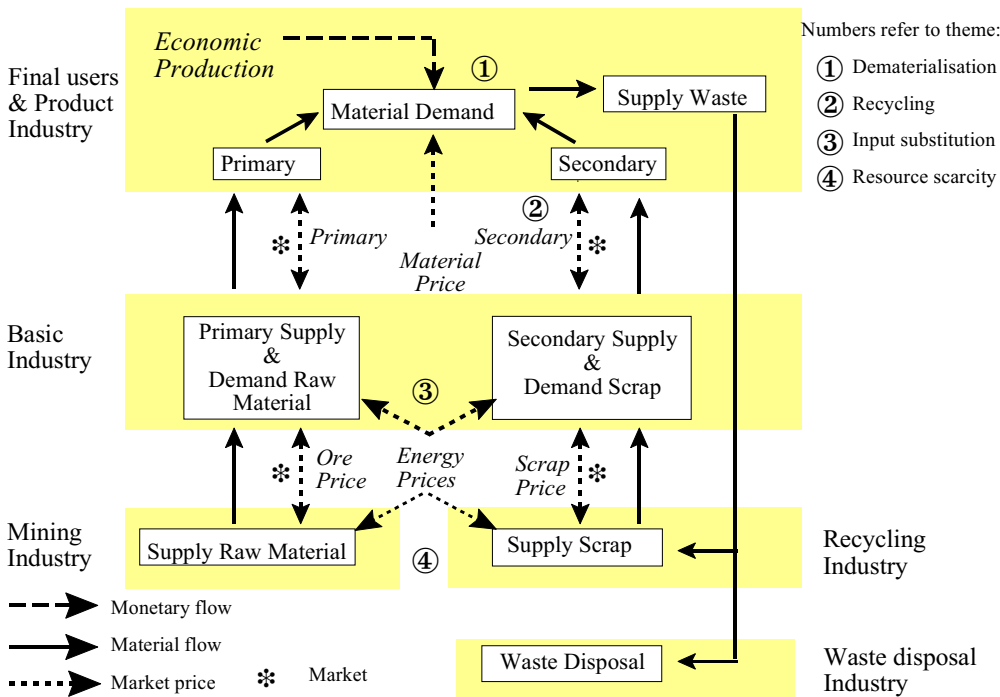 Numbers refer to theme:
① Dematerialisation
② Recycling
③ Input substitution
④ Resource scarcity
Final users
& Product
Industry
Economic
Production
①
Material Demand
Supply Waste
Primary
Secondary
②
Primary
Secondary
Material
Price
Basic
Industry
Primary Supply
&
Demand Raw
Material
Secondary Supply
&
Demand Scrap
③
Ore
Price
Energy
Prices
Scrap
Price
Mining
Industry
Supply Raw Material
④
Supply Scrap
Recycling
Industry
Monetary flow
Material flow
Market price
Market
Waste Disposal
Waste disposal
Industry